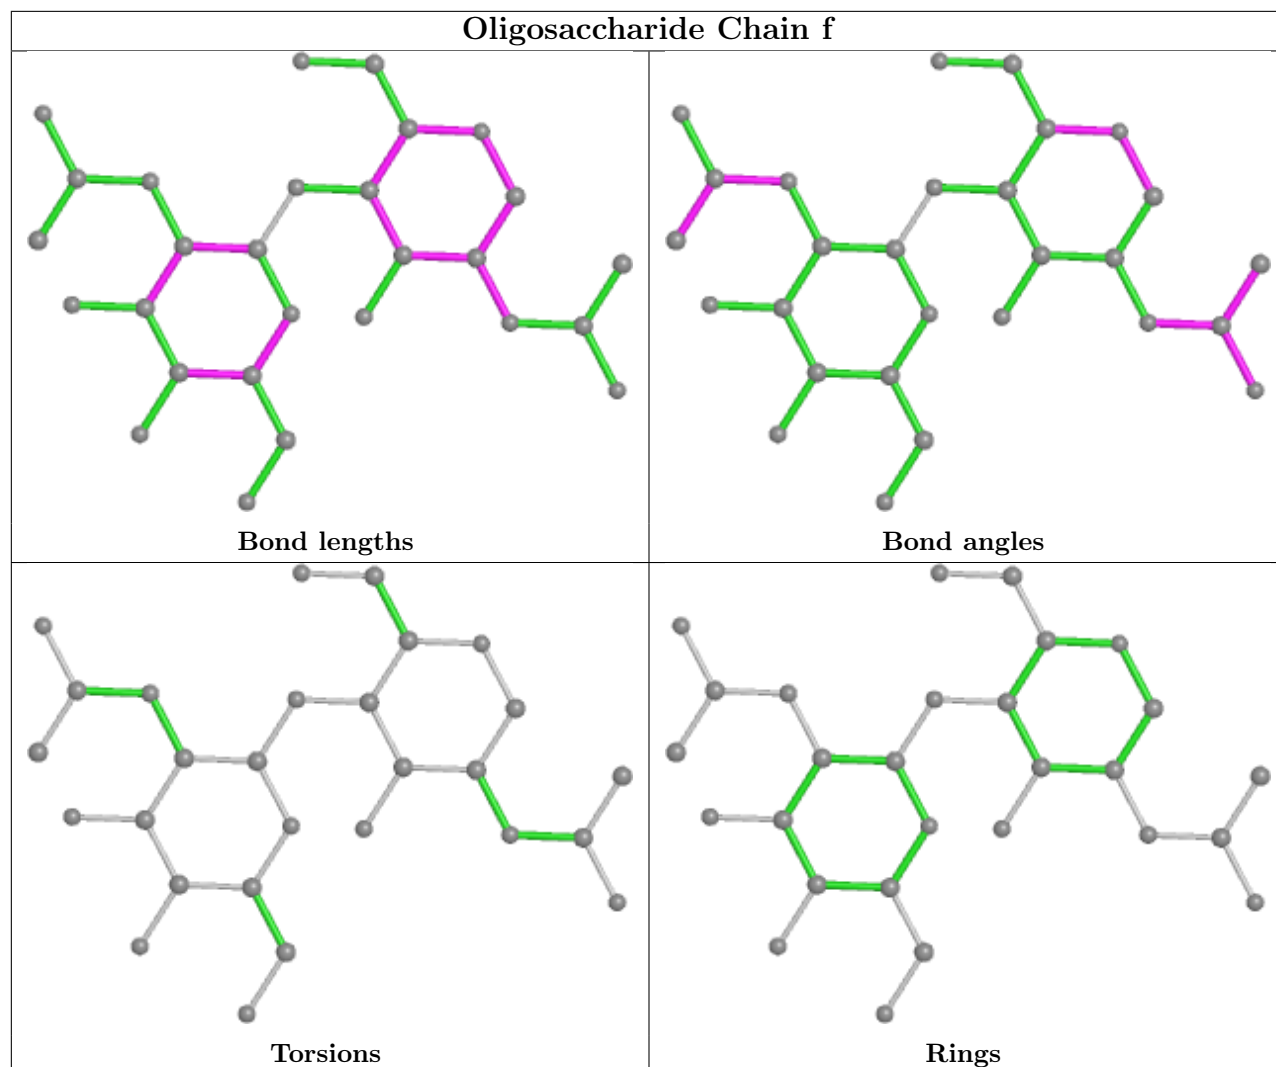 Oligosaccharide Chain f
Bond lengths
Bond angles
Torsions
Rings